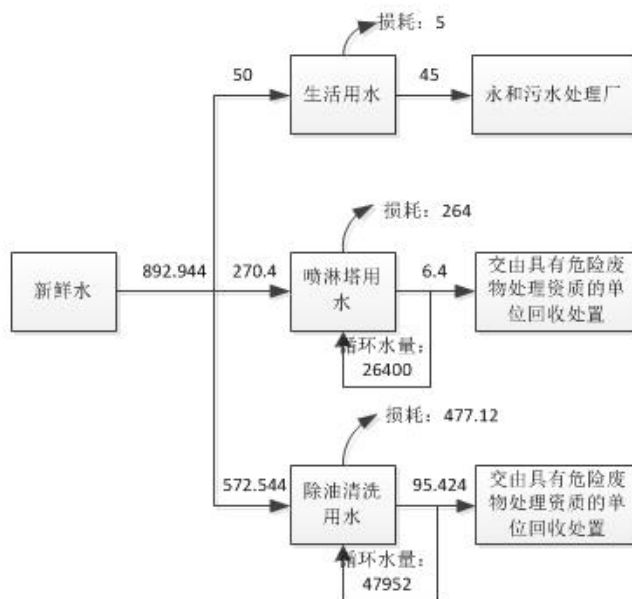 损耗：5
50
生活用水
45
永和污水处理厂
损耗：264
新鲜水
892.944
270.4
喷淋塔用
水
6.4
交由具有危险废
物处理资质的单
位回收处置
循环水量：
26400
损耗：477.12
572.544
除油清洗
用水
95.424
交由具有危险废
物处理资质的单
位回收处置
循环水量：
47952